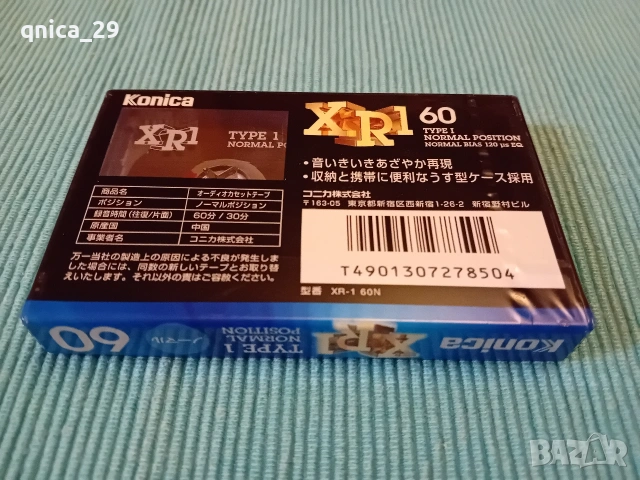 qnica_29
Konica
XR1
TYPE 1
NORMAL PO
XR1 60
TYPE I
NORMAL POSITION
NORMAL BIAS 120 µs EQ
・音いきいきあざやか再現
・収納と携帯に便利なうす型ケース採用
コニカ株式会社
〒163-05 東京都新宿区西新宿1-26-2 新宿野村ビル
商品名 オーディオカセットテープ
ポジション ノーマルポジション
録音時間(往復/片面) 60分/30分
原産国 中国
事業者名 コニカ株式会社
万一当社の製造上の原因による不良が発生しま
した場合には、同数の新しいテープとお取り替
えいたします。それ以外の責はご容赦ください。
T4901307278504
型番 XR-1 60N
60
ノーマル
TYPE 1
NORMAL
POSITION
XR1
Konica
BAZAR